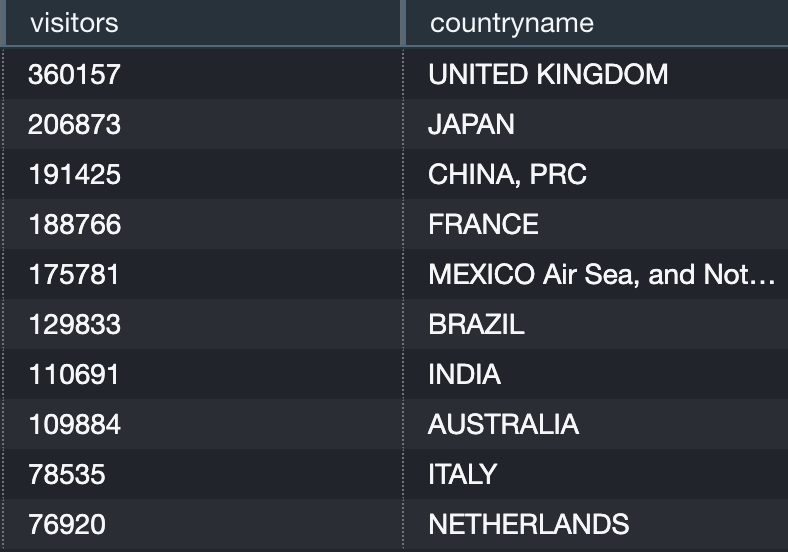 visitors countryname
360157 UNITED KINGDOM
206873 JAPAN
191425 CHINA, PRC
188766 FRANCE
175781 MEXICO Air Sea, and Not...
129833 BRAZIL
110691 INDIA
109884 AUSTRALIA
78535 ITALY
76920 NETHERLANDS